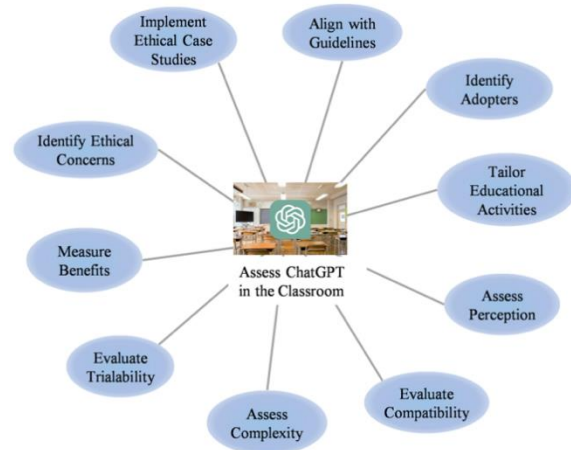 Implement
Ethical Case
Studies
Align with
Guidelines
Identify
Adopters
Identify Ethical
Concerns
Tailor
Educational
Activities
Measure
Benefits
Assess ChatGPT
in the Classroom
Assess
Perception
Evaluate
Trialability
Assess
Complexity
Evaluate
Compatibility